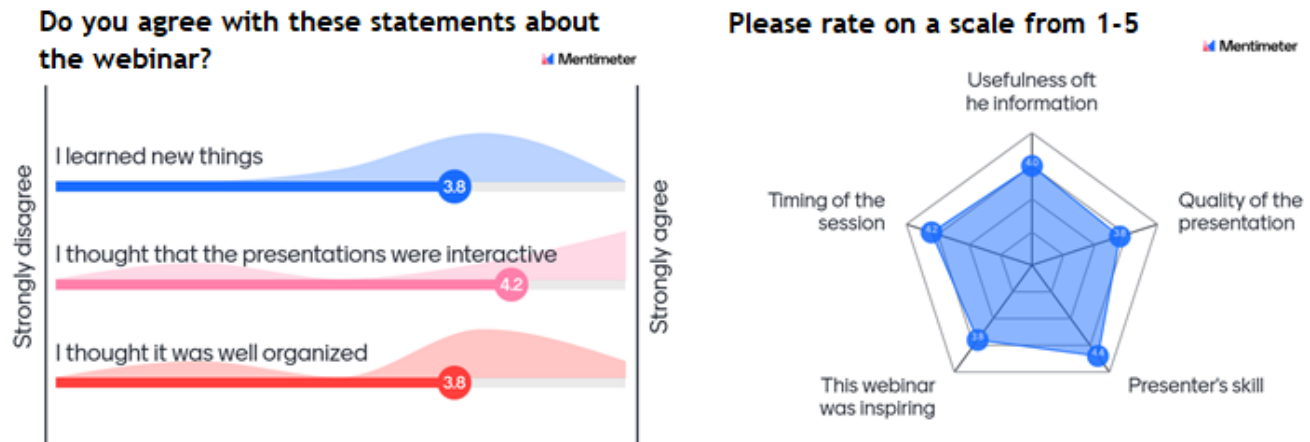 Do you agree with these statements about
the webinar?
Mentimeter
Strongly disagree
I learned new things
3.8
I thought that the presentations were interactive
4.2
I thought it was well organized
3.8
Strongly agree
Please rate on a scale from 1-5
Mentimeter
Usefulness oft
he information
4.0
Quality of the
presentation
3.8
Presenter's skill
4.4
This webinar
was inspiring
Timing of the
session
4.2